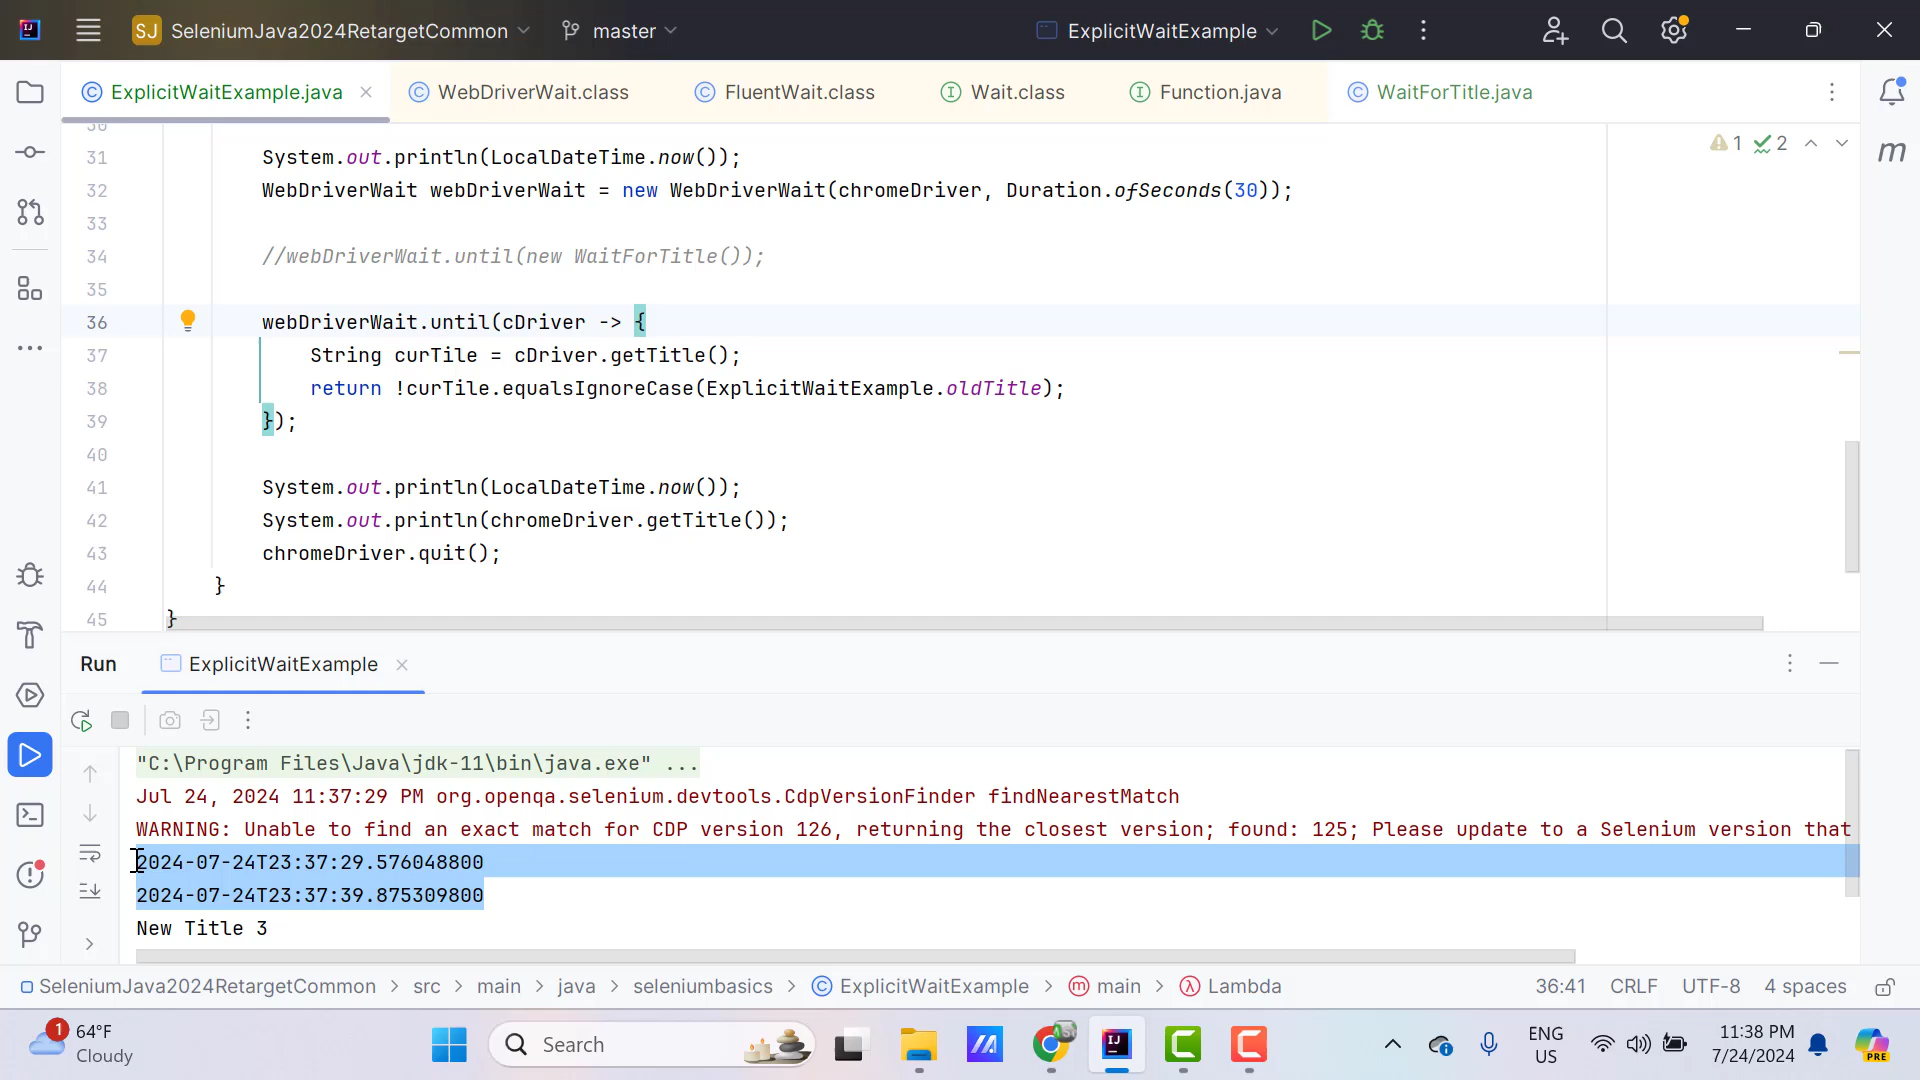 SJ SeleniumJava2024RetargetCommon master ExplicitWaitExample
ExplicitWaitExample.java WebDriverWait.class FluentWait.class Wait.class Function.java WaitForTitle.java
30
31 System.out.println(LocalDateTime.now());
32 WebDriverWait webDriverWait = new WebDriverWait(chromeDriver, Duration.ofSeconds(30));
33
34 //webDriverWait.until(new WaitForTitle());
35
36 webDriverWait.until(cDriver -> {
37 String curTile = cDriver.getTitle();
38 return !curTile.equalsIgnoreCase(ExplicitWaitExample.oldTitle);
39 });
40
41 System.out.println(LocalDateTime.now());
42 System.out.println(chromeDriver.getTitle());
43 chromeDriver.quit();
44 }
45 }
1 2
Run ExplicitWaitExample
"C:\Program Files\Java\jdk-11\bin\java.exe" ...
Jul 24, 2024 11:37:29 PM org.openqa.selenium.devtools.CdpVersionFinder findNearestMatch
WARNING: Unable to find an exact match for CDP version 126, returning the closest version; found: 125; Please update to a Selenium version that
2024-07-24T23:37:29.576048800
2024-07-24T23:37:39.875309800
New Title 3
SeleniumJava2024RetargetCommon > src > main > java > seleniumbasics > ExplicitWaitExample > main > Lambda 36:41 CRLF UTF-8 4 spaces
1 64°F
Cloudy
Search
ENG
US
11:38 PM
7/24/2024
PRE